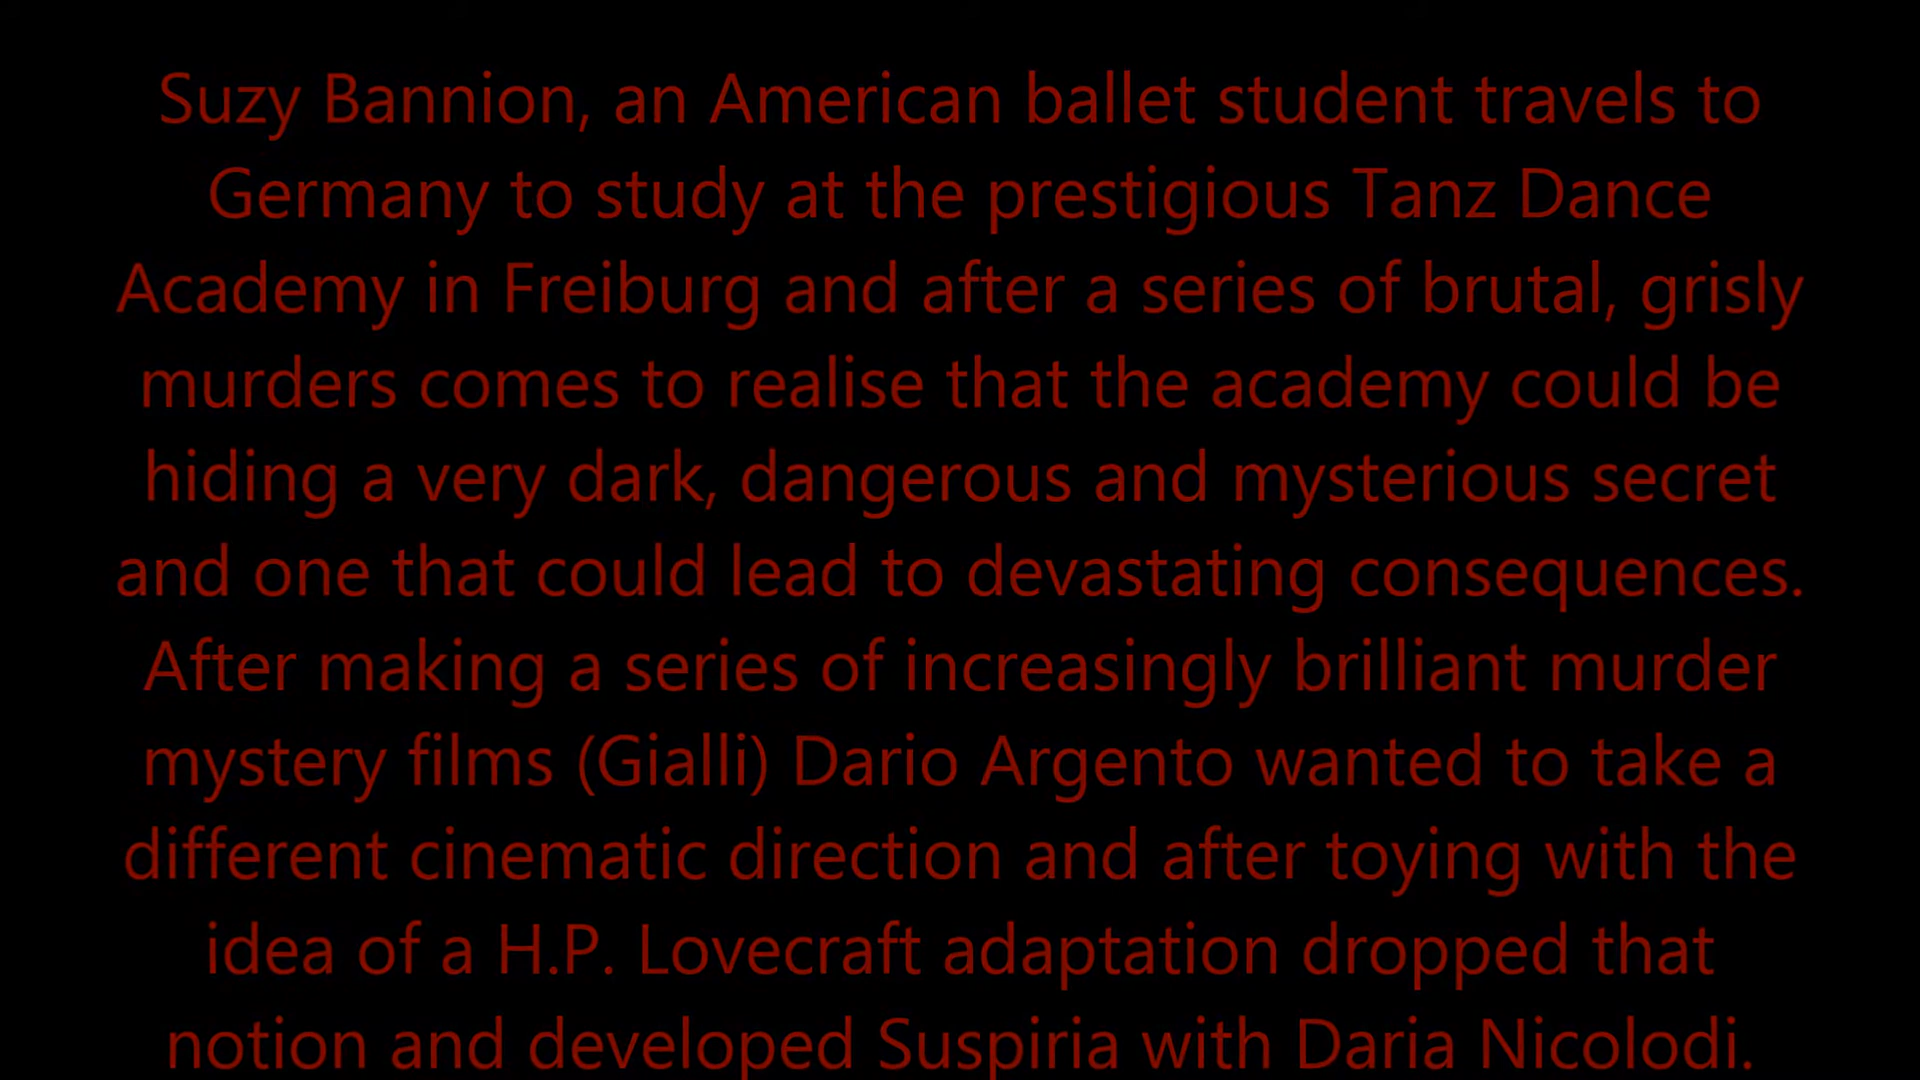 Suzy Bannion, an American ballet student travels to
Germany to study at the prestigious Tanz Dance
Academy in Freiburg and after a series of brutal, grisly
murders comes to realise that the academy could be
hiding a very dark, dangerous and mysterious secret
and one that could lead to devastating consequences.
After making a series of increasingly brilliant murder
mystery films (Gialli) Dario Argento wanted to take a
different cinematic direction and after toying with the
idea of a H.P. Lovecraft adaptation dropped that
notion and developed Suspiria with Daria Nicolodi.